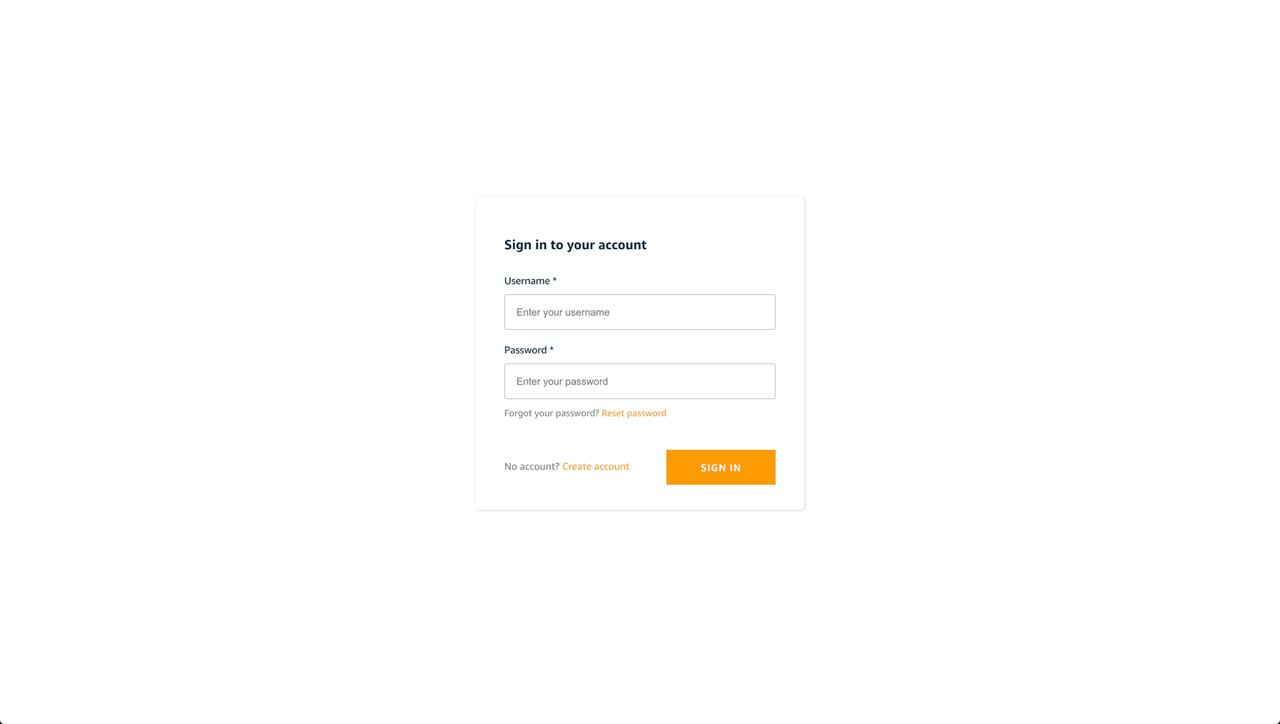 Sign in to your account
Username *
Enter your username
Password *
Enter your password
Forgot your password? Reset password
No account? Create account
SIGN IN